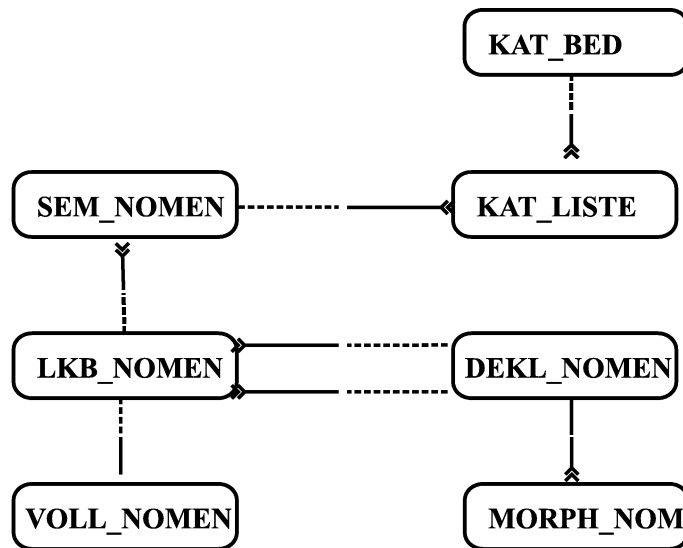 KAT_BED
SEM_NOMEN
KAT_LISTE
LKB_NOMEN
DEKL_NOMEN
VOLL_NOMEN
MORPH_NOM